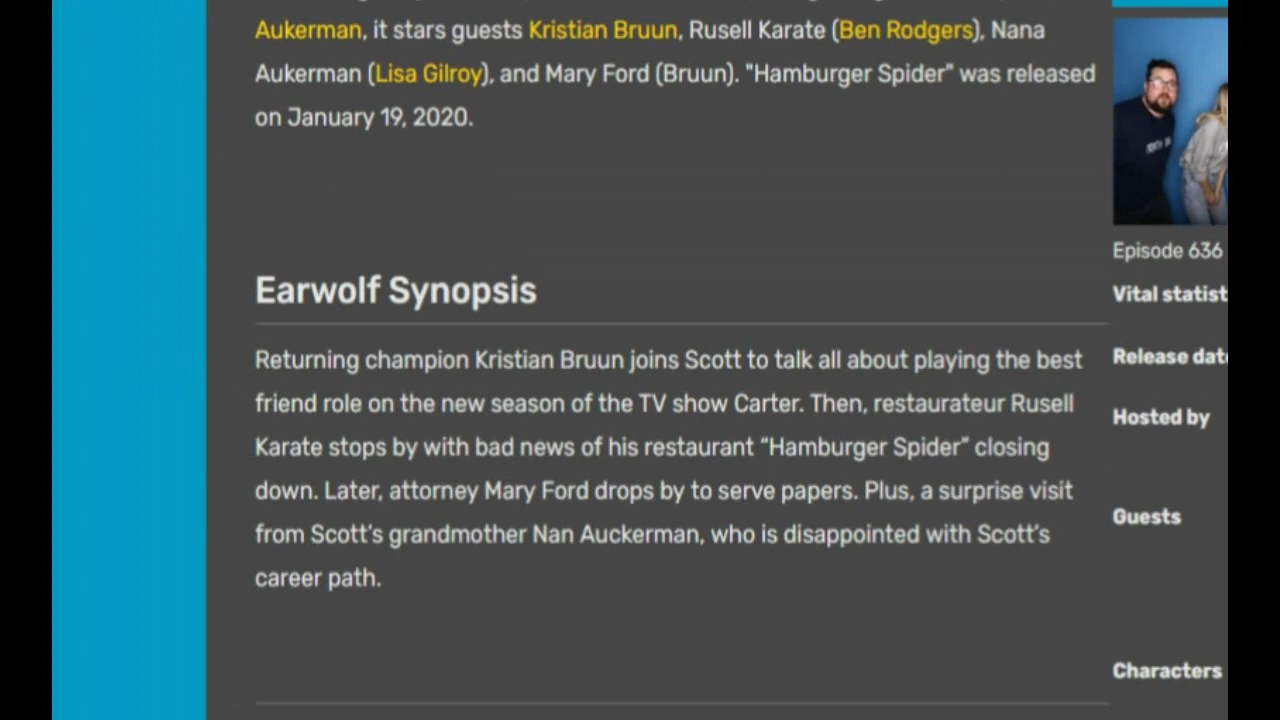 Aukerman, it stars guests Kristian Bruun, Rusell Karate (Ben Rodgers), Nana
Aukerman (Lisa Gilroy), and Mary Ford (Bruun). "Hamburger Spider" was released
on January 19, 2020.
Episode 636
Vital statist
Release date
Hosted by
Guests
Characters
Earwolf Synopsis
Returning champion Kristian Bruun joins Scott to talk all about playing the best
friend role on the new season of the TV show Carter. Then, restaurateur Rusell
Karate stops by with bad news of his restaurant “Hamburger Spider” closing
down. Later, attorney Mary Ford drops by to serve papers. Plus, a surprise visit
from Scott’s grandmother Nan Auckerman, who is disappointed with Scott’s
career path.